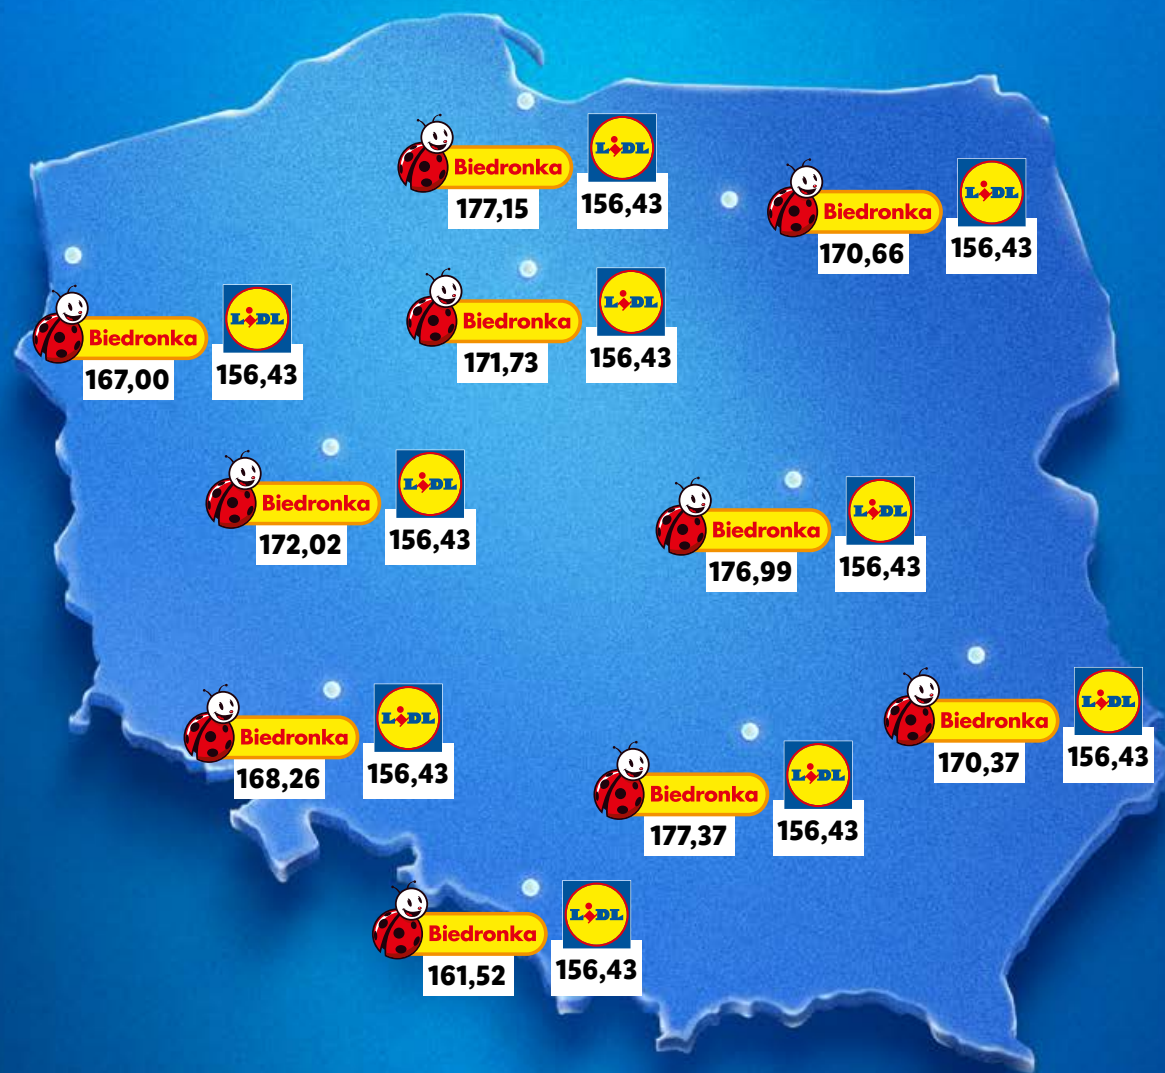 Biedronka
LIDL
177,15
156,43
Biedronka
LIDL
170,66
156,43
Biedronka
LIDL
167,00
156,43
Biedronka
LIDL
171,73
156,43
Biedronka
LIDL
172,02
156,43
Biedronka
LIDL
176,99
156,43
Biedronka
LIDL
168,26
156,43
Biedronka
LIDL
170,37
156,43
Biedronka
LIDL
177,37
156,43
Biedronka
LIDL
161,52
156,43